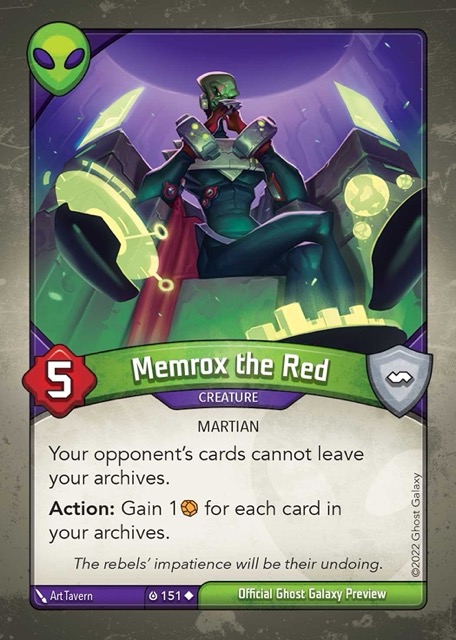 5
Memrox the Red
CREATURE
MARTIAN
Your opponent's cards cannot leave
your archives.
Action: Gain 1 for each card in
your archives.
The rebels' impatience will be their undoing.
©2022 Ghost Galaxy
Art Tavern
151
Official Ghost Galaxy Preview